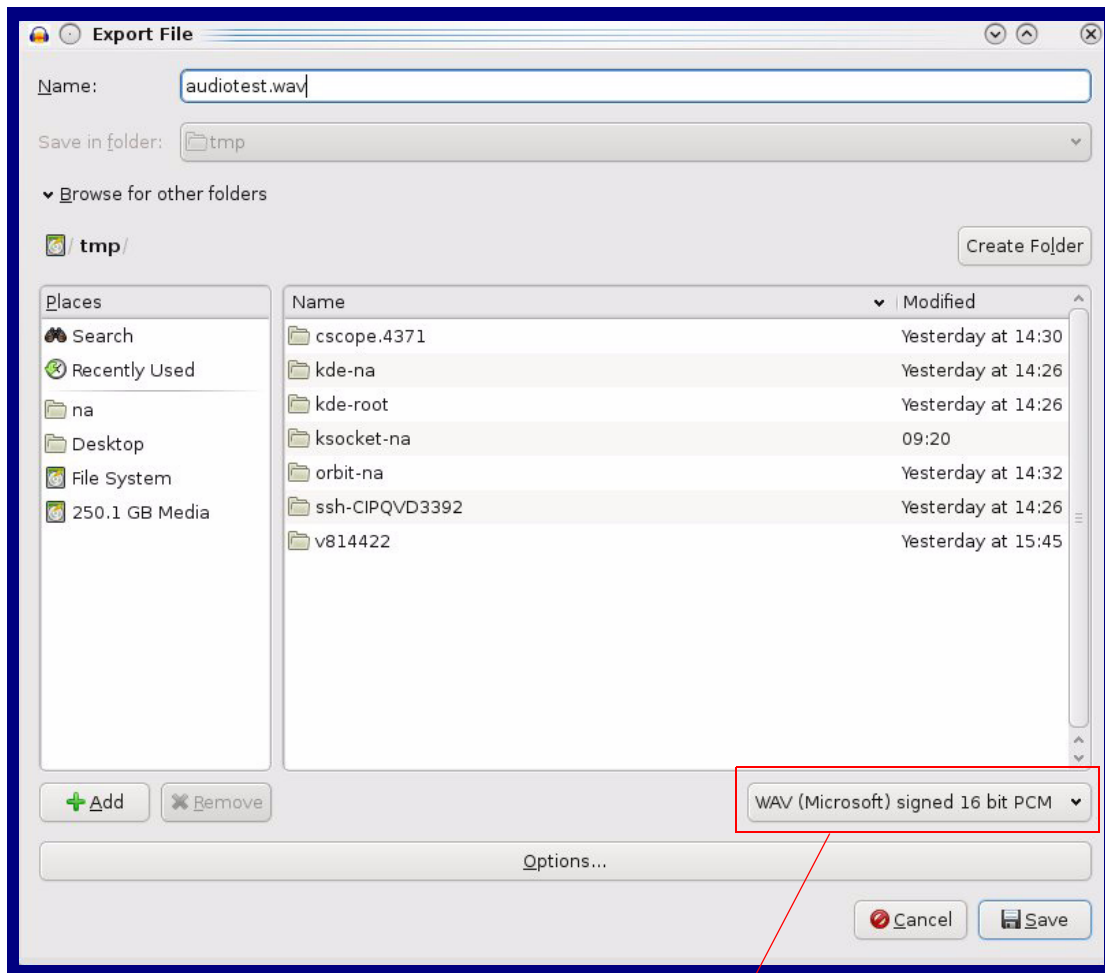 Export File
Name: audiotest.wav
Save in folder: tmp
Browse for other folders
/ tmp /
Create Folder
Places
Search
Recently Used
na
Desktop
File System
250.1 GB Media
Name Modified
cscope.4371 Yesterday at 14:30
kde-na Yesterday at 14:26
kde-root Yesterday at 14:26
ksocket-na 09:20
orbit-na Yesterday at 14:32
ssh-CIPQVD3392 Yesterday at 14:26
v814422 Yesterday at 15:45
Add
Remove
WAV (Microsoft) signed 16 bit PCM
Options...
Cancel
Save